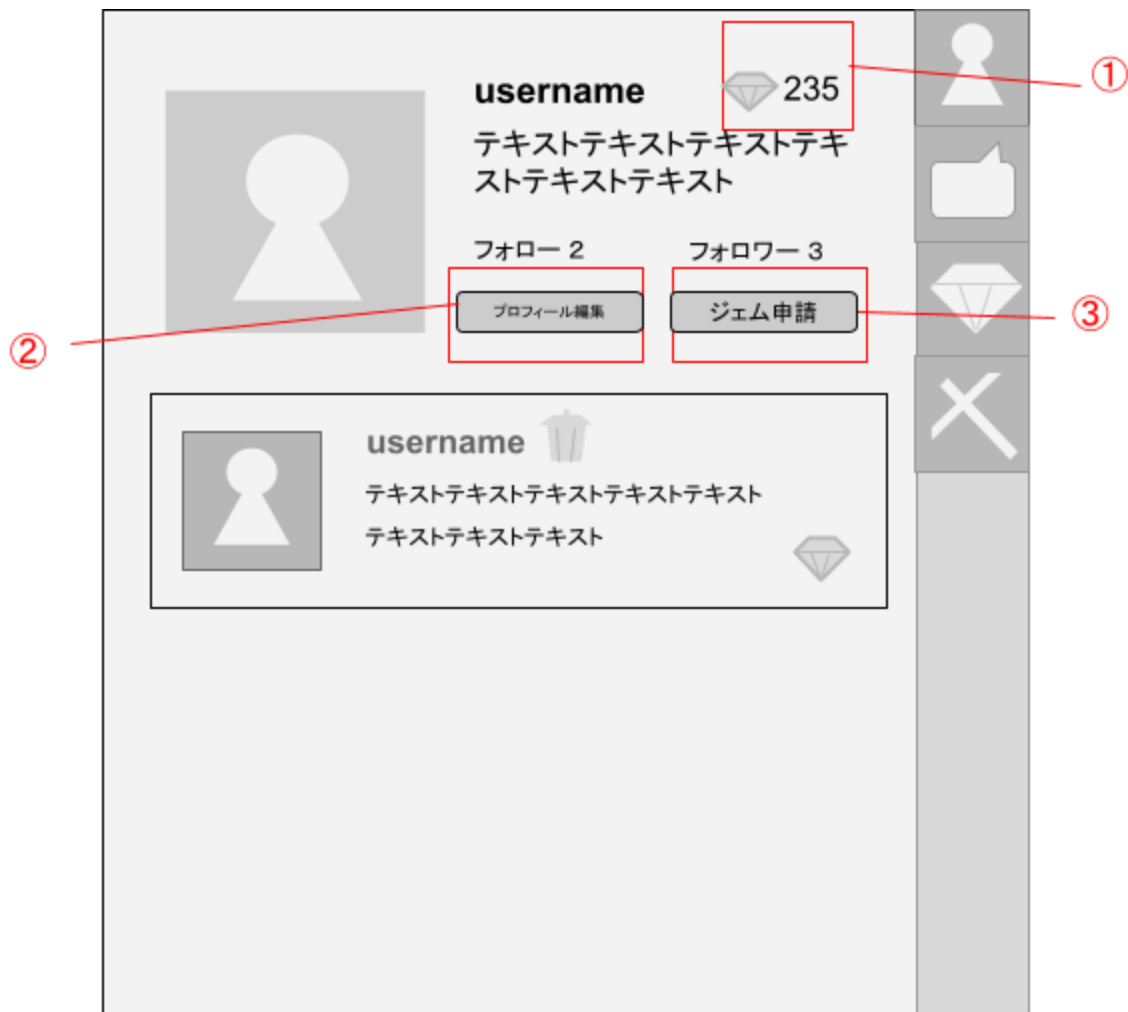 ①
username 235
テキストテキストテキストテキ
ストテキストテキスト
フォロー 2 フォロワー 3
プロフィール編集 ジェム申請
③
②
username
テキストテキストテキストテキストテキスト
テキストテキストテキスト